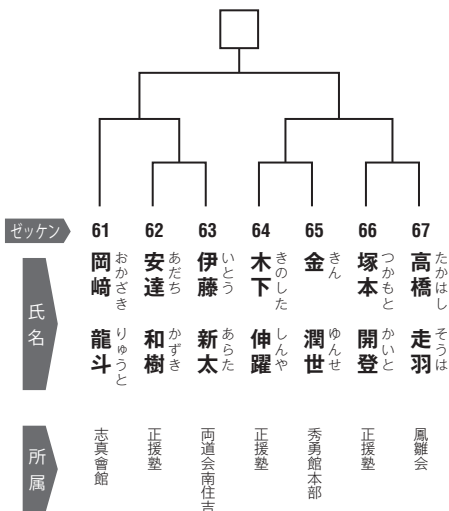 ゼッケン
61 62 63 64 65 66 67
氏名
岡﨑 龍斗
おかざき りゅうと
安達 和樹
あだち かずき
伊藤 新太
いとう あらた
木下 伸躍
きのした しんや
金 潤世
きん ゆんせ
塚本 開登
つかもと かいと
高橋 走羽
たかはし そうは
所属
志真會館
正援塾
両道会南住吉
正援塾
秀勇館本部
正援塾
鳳雛会